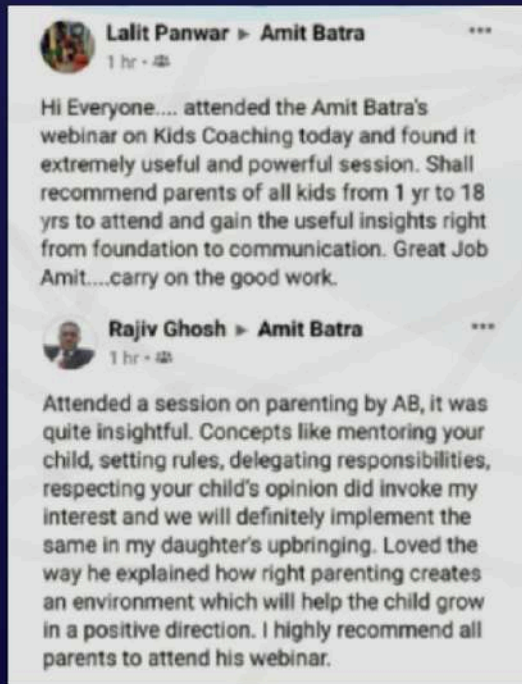 Lalit Panwar ▸ Amit Batra
1 hr ·
Hi Everyone.... attended the Amit Batra's
webinar on Kids Coaching today and found it
extremely useful and powerful session. Shall
recommend parents of all kids from 1 yr to 18
yrs to attend and gain the useful insights right
from foundation to communication. Great Job
Amit....carry on the good work.
Rajiv Ghosh ▸ Amit Batra
1 hr ·
Attended a session on parenting by AB, it was
quite insightful. Concepts like mentoring your
child, setting rules, delegating responsibilities,
respecting your child's opinion did invoke my
interest and we will definitely implement the
same in my daughter's upbringing. Loved the
way he explained how right parenting creates
an environment which will help the child grow
in a positive direction. I highly recommend all
parents to attend his webinar.